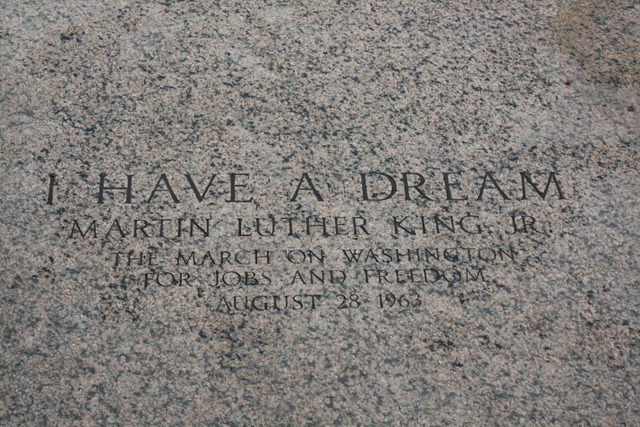 I HAVE A DREAM
MARTIN LUTHER KING, JR.
THE MARCH ON WASHINGTON
FOR JOBS AND FREEDOM
AUGUST 28, 1963